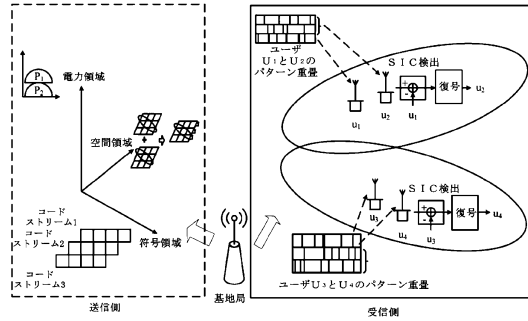 P₁
P₂
電力領域
空間領域
コード
ストリーム1
コード
ストリーム2
コード
ストリーム3
符号領域
送信側
基地局
ユーザ
U₁とU₂の
パターン重畳
SIC検出
復号
u₂
u₁
u₂
u₁
SIC検出
復号
u₄
u₃
u₄
u₃
ユーザU₃とU₄のパターン重畳
受信側